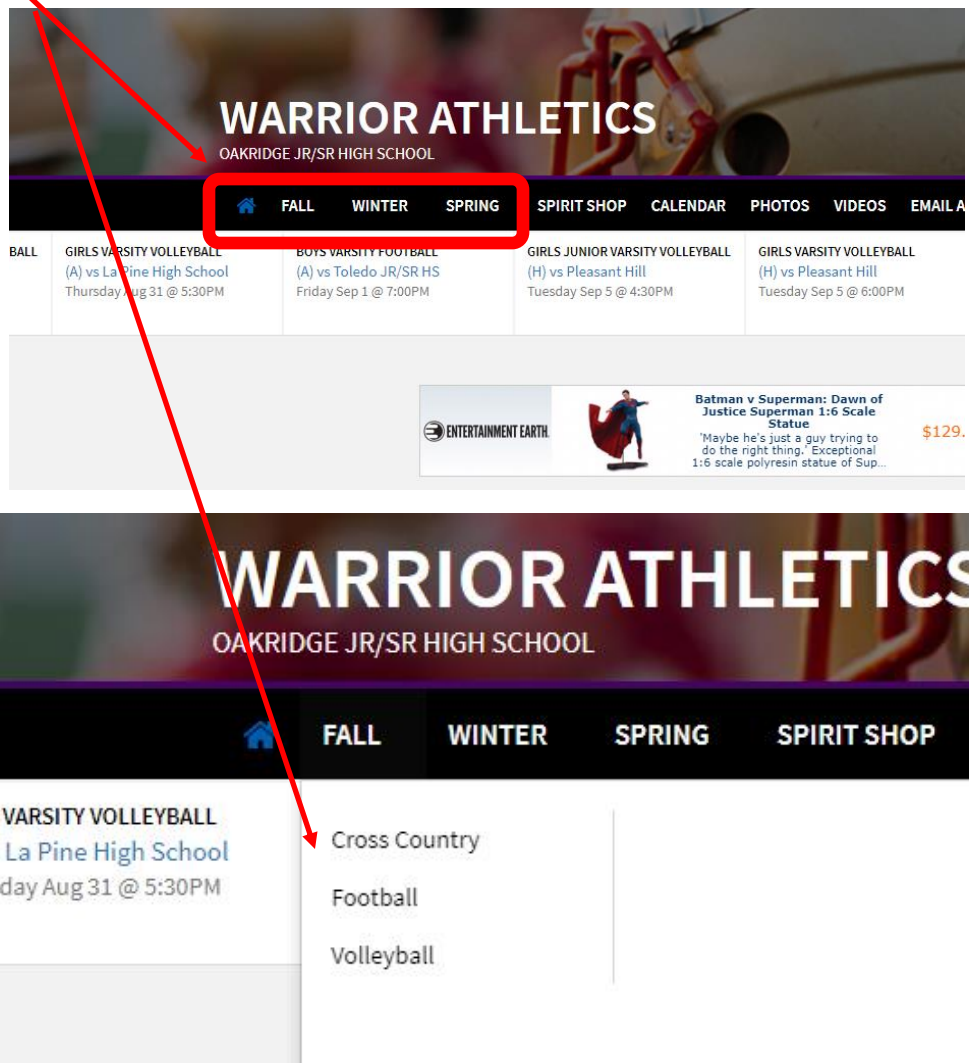 WARRIOR ATHLETICS
OAKRIDGE JR/SR HIGH SCHOOL
FALL WINTER SPRING SPIRIT SHOP CALENDAR PHOTOS VIDEOS EMAIL A
BALL
GIRLS VARSITY VOLLEYBALL
(A) vs La Pine High School
Thursday Aug 31 @ 5:30PM
BOYS VARSITY FOOTBALL
(A) vs Toledo JR/SR HS
Friday Sep 1 @ 7:00PM
GIRLS JUNIOR VARSITY VOLLEYBALL
(H) vs Pleasant Hill
Tuesday Sep 5 @ 4:30PM
GIRLS VARSITY VOLLEYBALL
(H) vs Pleasant Hill
Tuesday Sep 5 @ 6:00PM
ENTERTAINMENT EARTH
Batman v Superman: Dawn of
Justice Superman 1:6 Scale
Statue
'Maybe he's just a guy trying to
do the right thing.' Exceptional
1:6 scale polyresin statue of Sup...
$129.
WARRIOR ATHLETICS
OAKRIDGE JR/SR HIGH SCHOOL
FALL WINTER SPRING SPIRIT SHOP
VARSITY VOLLEYBALL
La Pine High School
day Aug 31 @ 5:30PM
Cross Country
Football
Volleyball